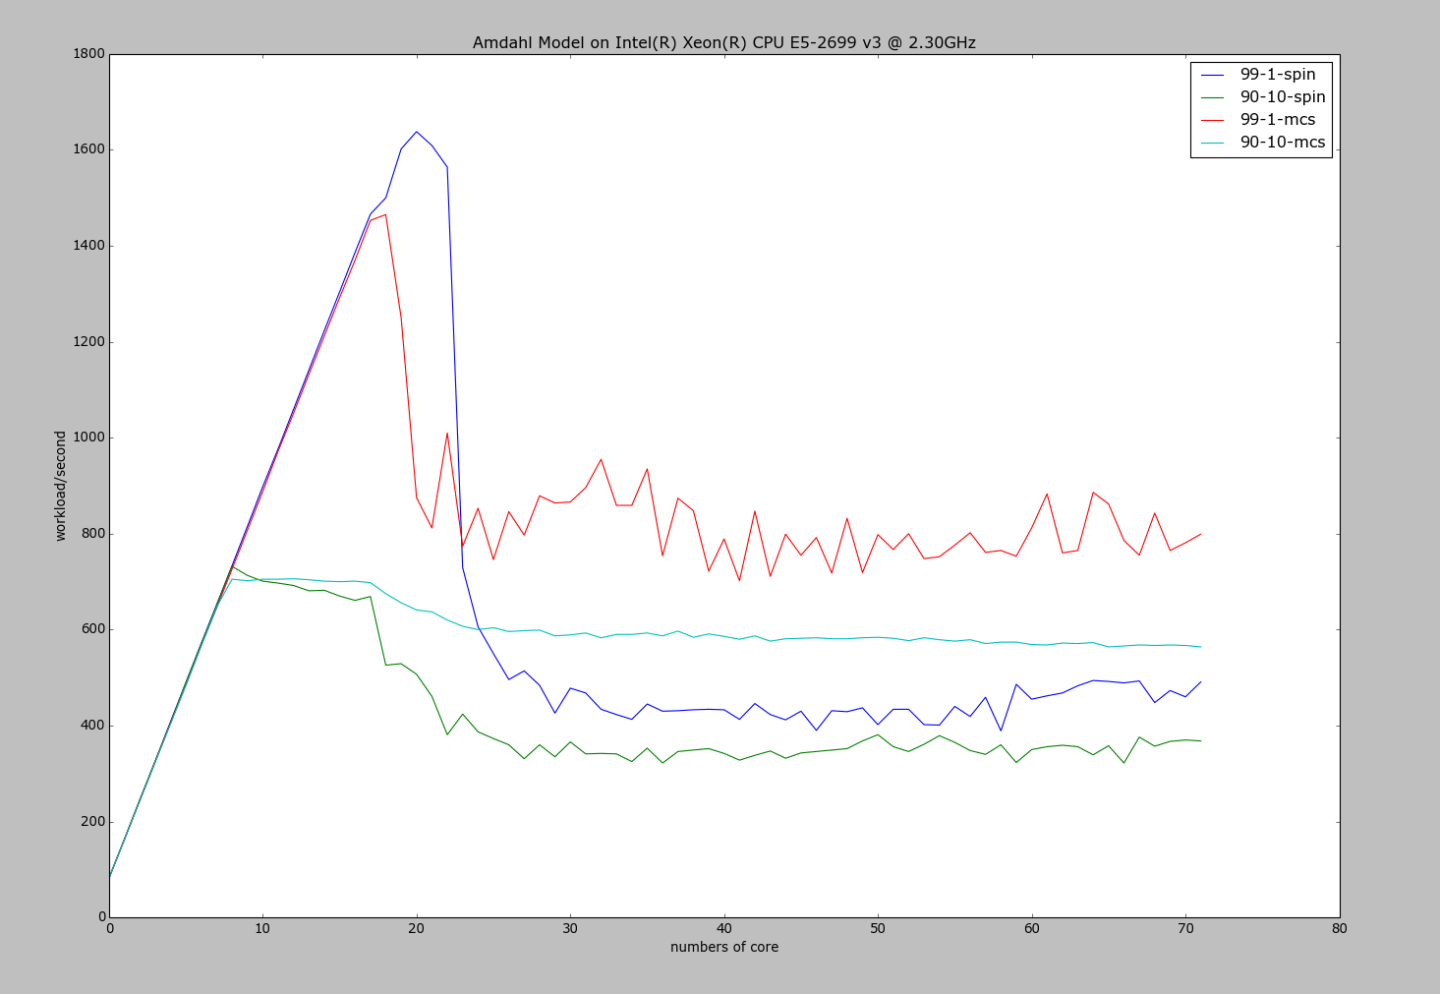 Amdahl Model on Intel(R) Xeon(R) CPU E5-2699 v3 @ 2.30GHz
1800
1600
1400
1200
1000
800
600
400
200
0
workload/second
99-1-spin
90-10-spin
99-1-mcs
90-10-mcs
0 10 20 30 40 50 60 70 80
numbers of core